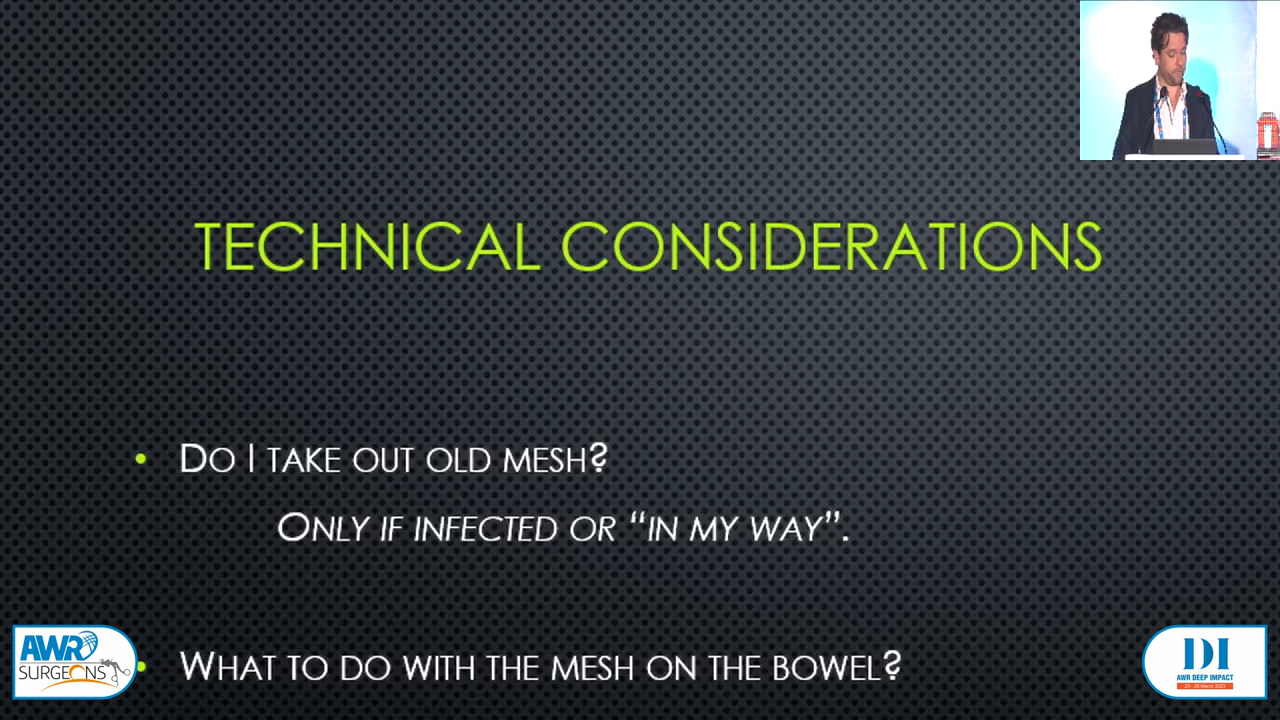 TECHNICAL CONSIDERATIONS
• DO I TAKE OUT OLD MESH?
ONLY IF INFECTED OR “IN MY WAY”.
• WHAT TO DO WITH THE MESH ON THE BOWEL?
AWR
SURGEONS
DI
AWR DEEP IMPACT